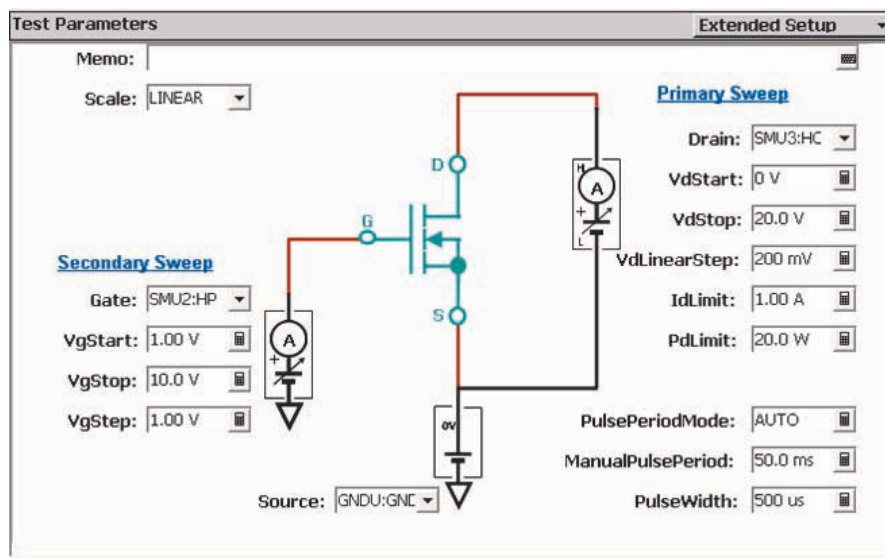 Test Parameters
Extended Setup
Memo:
Scale: LINEAR
Primary Sweep
Drain: SMU3:HC
VdStart: 0 V
VdStop: 20.0 V
VdLinearStep: 200 mV
IdLimit: 1.00 A
PdLimit: 20.0 W
D
G
S
H
A
+
L
Secondary Sweep
Gate: SMU2:HP
VgStart: 1.00 V
VgStop: 10.0 V
VgStep: 1.00 V
A
+
0V
Source: GNDU:GNE
PulsePeriodMode: AUTO
ManualPulsePeriod: 50.0 ms
PulseWidth: 500 us